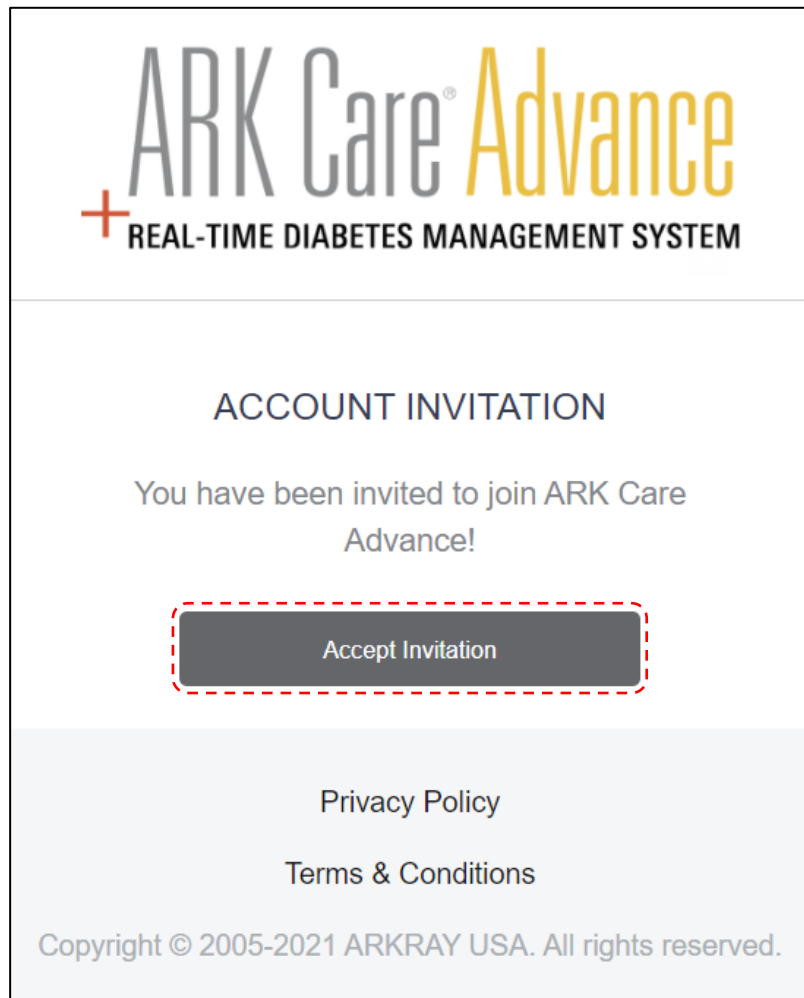 ARK Care® Advance
REAL-TIME DIABETES MANAGEMENT SYSTEM
ACCOUNT INVITATION
You have been invited to join ARK Care
Advance!
Accept Invitation
Privacy Policy
Terms & Conditions
Copyright © 2005-2021 ARKRAY USA. All rights reserved.